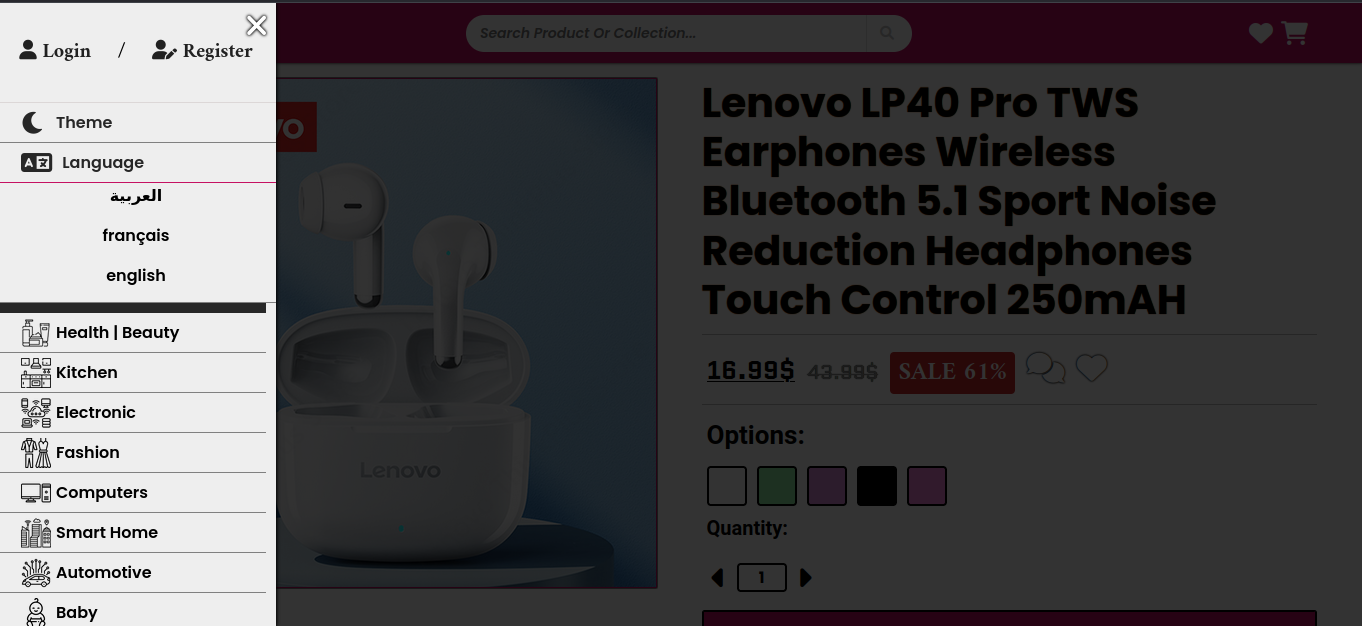 Login / Register
Theme
Language
العربية
français
english
Health | Beauty
Kitchen
Electronic
Fashion
Computers
Smart Home
Automotive
Baby
Search Product Or Collection...
Lenovo
Lenovo LP40 Pro TWS
Earphones Wireless
Bluetooth 5.1 Sport Noise
Reduction Headphones
Touch Control 250mAH
16.99$ 43.99$ SALE 61%
Options:
Quantity:
1